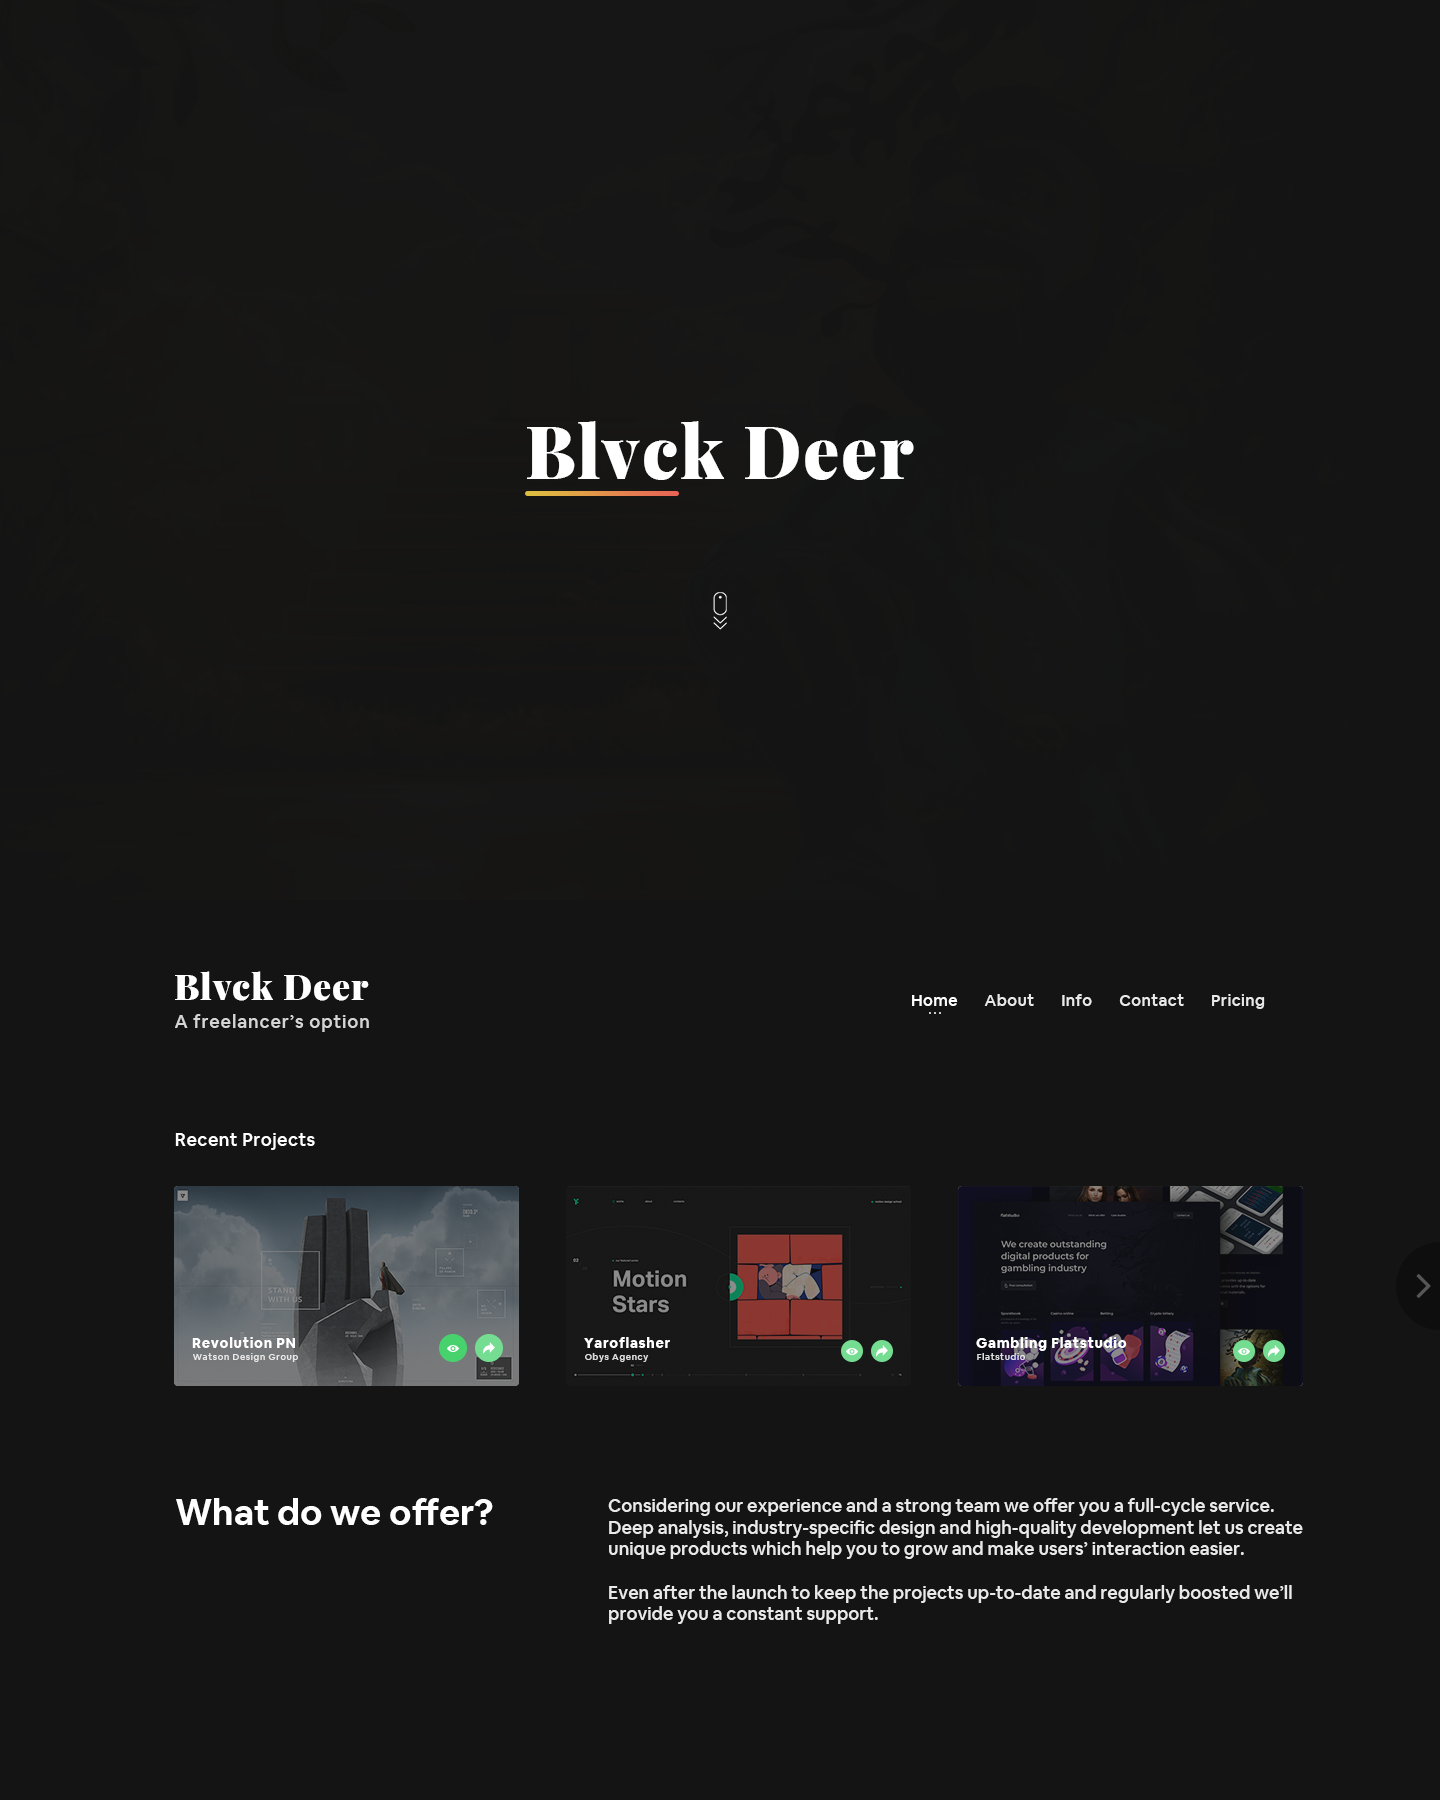 Blvck Deer
Blvck Deer
A freelancer's option
Home About Info Contact Pricing
Recent Projects
STAND
WITH US
Revolution PN
Watson Design Group
Motion
Stars
Yaroflasher
Obys Agency
flatstudio
We create outstanding
digital products for
gambling industry
Gambling Flatstudio
Flatstudio
What do we offer?
Considering our experience and a strong team we offer you a full-cycle service.
Deep analysis, industry-specific design and high-quality development let us create
unique products which help you to grow and make users’ interaction easier.
Even after the launch to keep the projects up-to-date and regularly boosted we’ll
provide you a constant support.